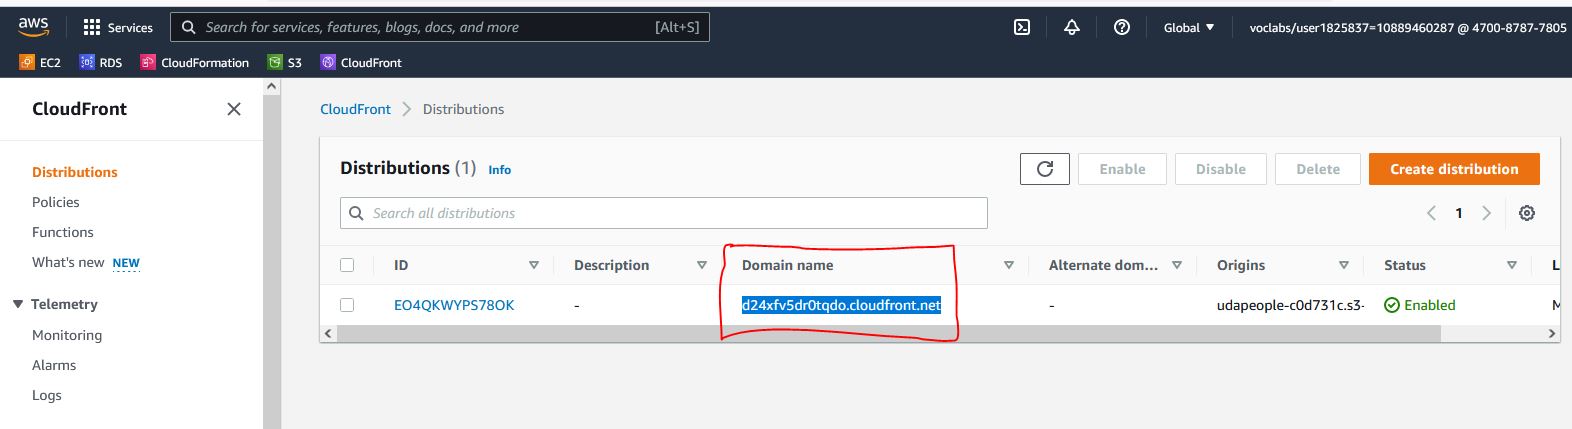 aws Services Search for services, features, blogs, docs, and more [Alt+S] Global voclabs/user1825837=10889460287 @ 4700-8787-7805
EC2 RDS CloudFormation S3 CloudFront
CloudFront
Distributions
Policies
Functions
What's new NEW
Telemetry
Monitoring
Alarms
Logs
CloudFront Distributions
Distributions (1) Info Enable Disable Delete Create distribution
Search all distributions 1
ID Description Domain name Alternate dom... Origins Status L
EO4QKWYPS78OK - d24xfv5dr0tqdo.cloudfront.net - udapeople-c0d731c.s3- Enabled M